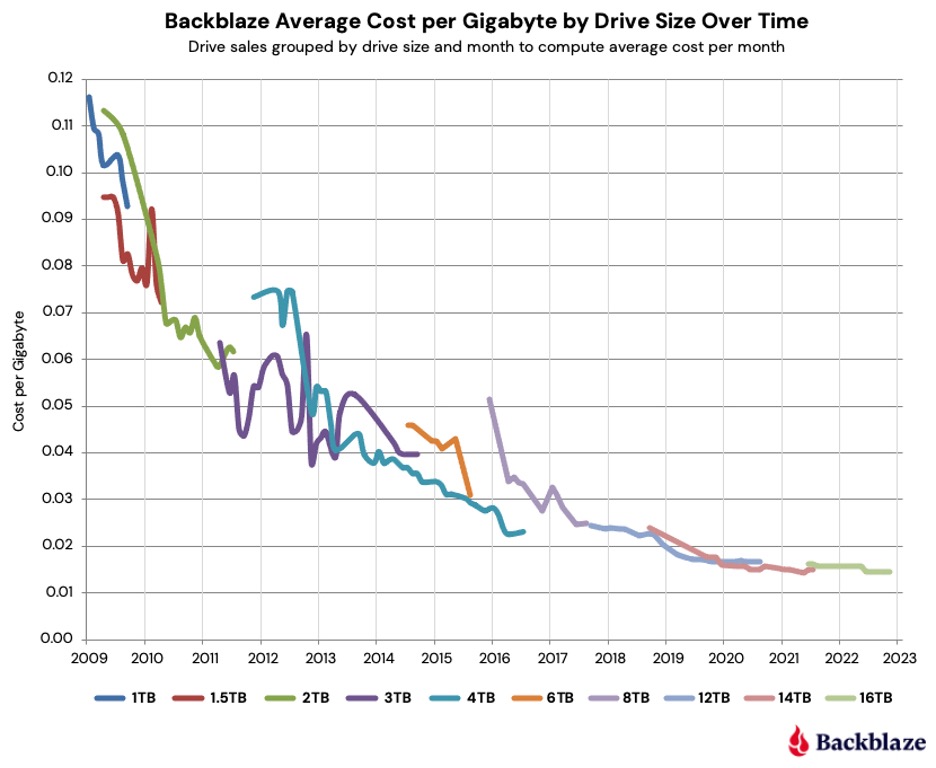 Backblaze Average Cost per Gigabyte by Drive Size Over Time
Drive sales grouped by drive size and month to compute average cost per month
Cost per Gigabyte
0.12
0.11
0.10
0.09
0.08
0.07
0.06
0.05
0.04
0.03
0.02
0.01
0.00
2009 2010 2011 2012 2013 2014 2015 2016 2017 2018 2019 2020 2021 2022 2023
1TB 1.5TB 2TB 3TB 4TB 6TB 8TB 12TB 14TB 16TB
Backblaze